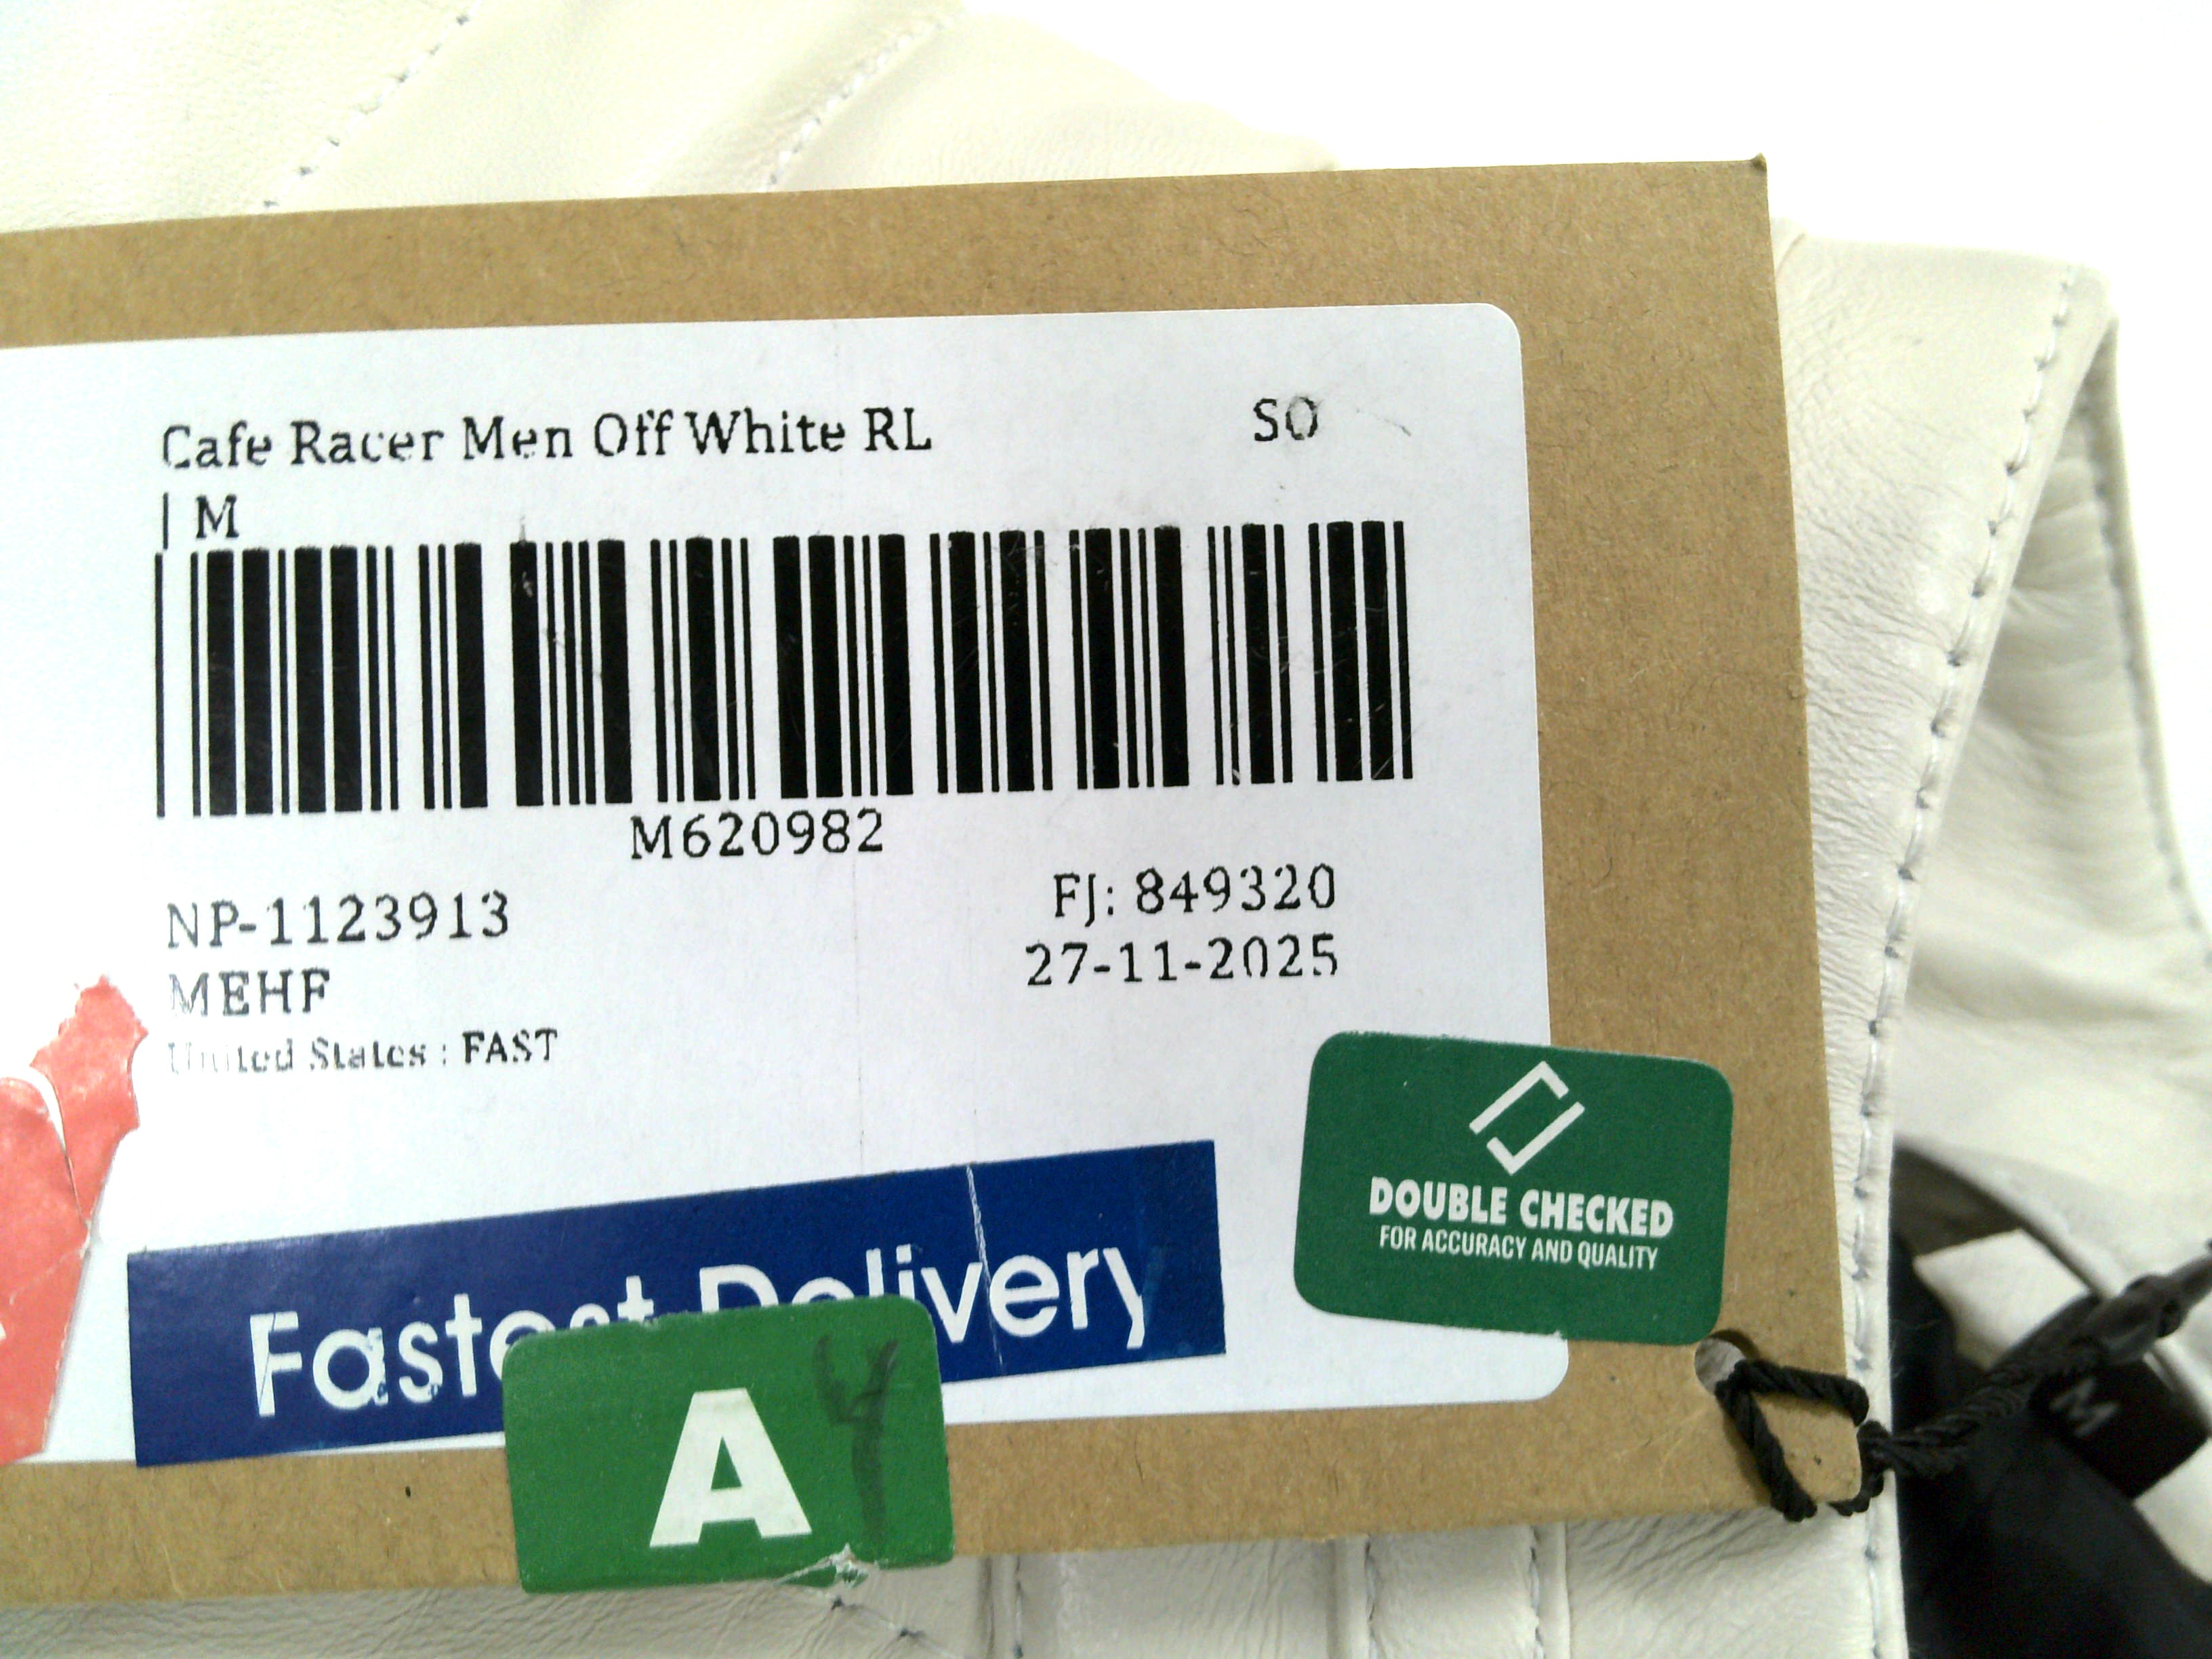 Cafe Racer Men Off White RL
SO
| M
M620982
NP-1123913
FJ: 849320
MEHF
27-11-2025
United States : FAST
Fastest Delivery
DOUBLE CHECKED
FOR ACCURACY AND QUALITY
A
M